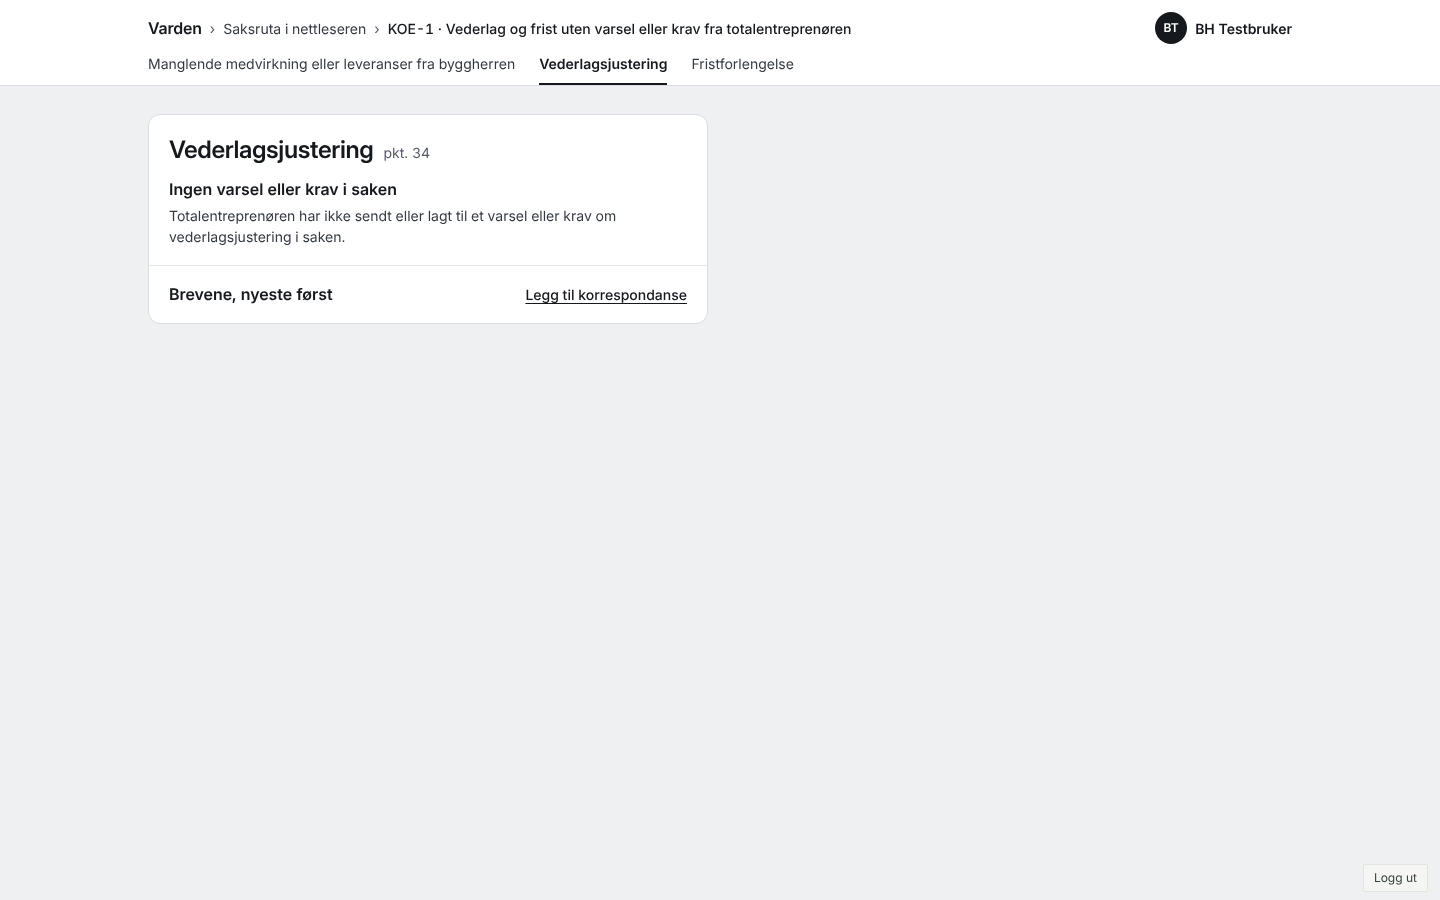 Varden › Saksruta i nettleseren › KOE-1 · Vederlag og frist uten varsel eller krav fra totalentreprenøren
BT BH Testbruker
Manglende medvirkning eller leveranser fra byggherren Vederlagsjustering Fristforlengelse
Vederlagsjustering pkt. 34
Ingen varsel eller krav i saken
Totalentreprenøren har ikke sendt eller lagt til et varsel eller krav om
vederlagsjustering i saken.
Brevene, nyeste først Legg til korrespondanse
Logg ut